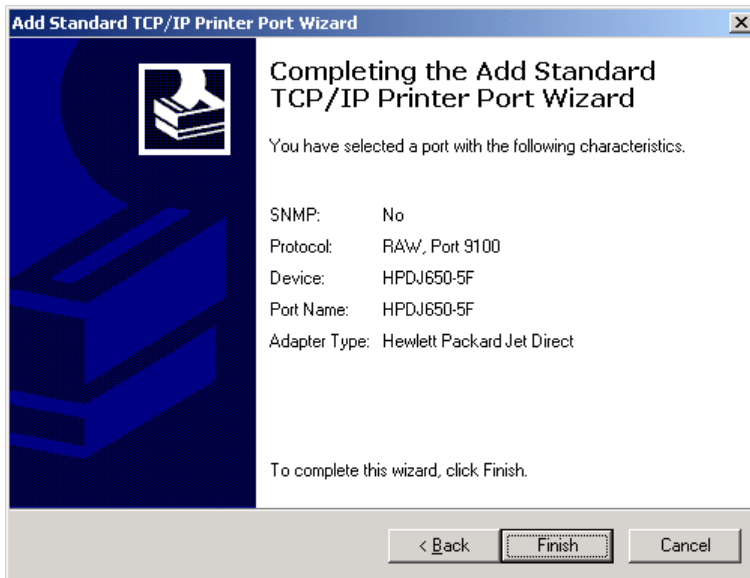 Add Standard TCP/IP Printer Port Wizard
Completing the Add Standard
TCP/IP Printer Port Wizard
You have selected a port with the following characteristics.
SNMP: No
Protocol: RAW, Port 9100
Device: HPDJ650-5F
Port Name: HPDJ650-5F
Adapter Type: Hewlett Packard Jet Direct
To complete this wizard, click Finish.
< Back Finish Cancel